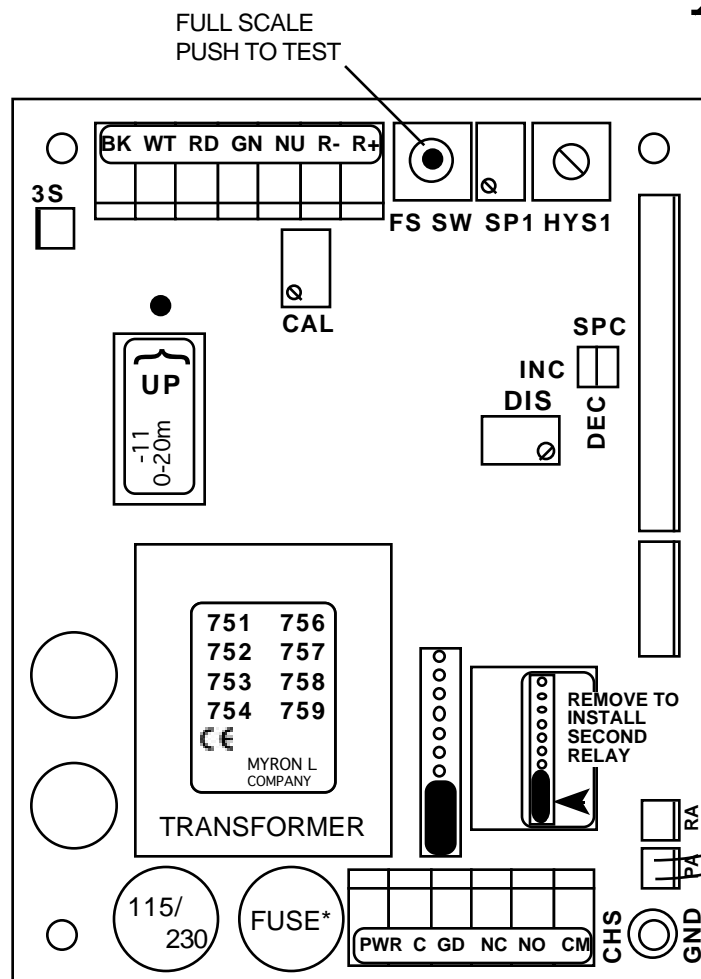 FULL SCALE
PUSH TO TEST
BK WT RD GN NU R- R+
3S
FS SW SP1 HYS1
CAL
SPC
INC
DIS
DEC
UP
-11
0-20m
751 756
752 757
753 758
754 759
CE
MYRON L
COMPANY
TRANSFORMER
REMOVE TO
INSTALL
SECOND
RELAY
RA
PA
115/
230
FUSE*
PWR C GD NC NO CM
CHS
GND